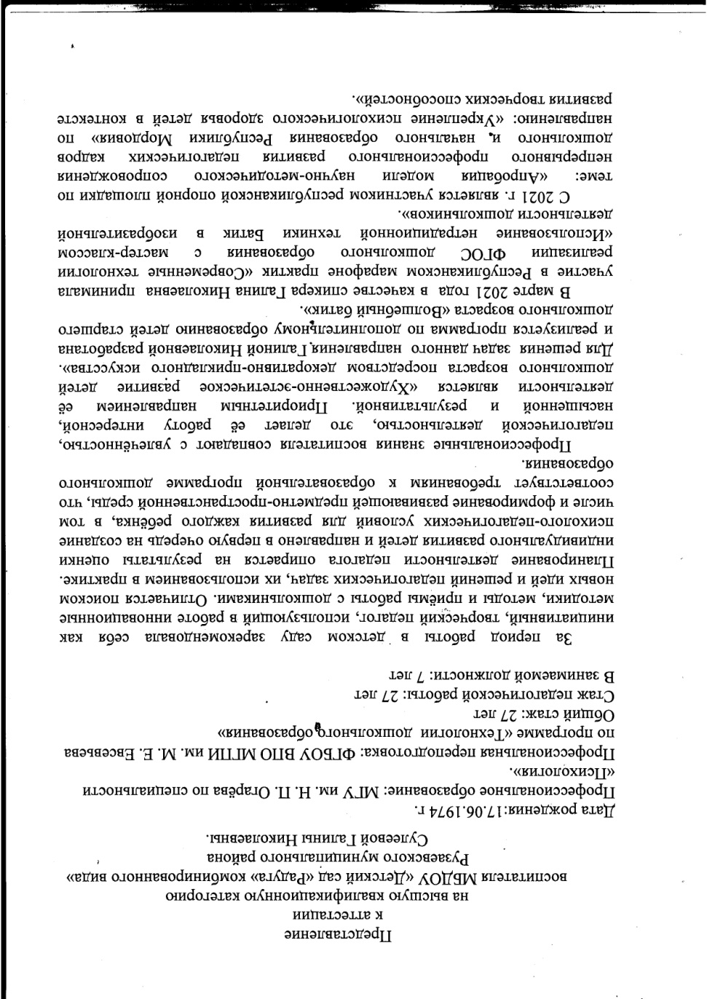 Представление
к аттестации
на высшую квалификационную категорию
воспитателя МБДОУ «Детский сад «Радуга» комбинированного вида»
Рузаевского муниципального района
Сулеевой Галины Николаевны.
Дата рождения:17.06.1974 г.
Профессиональное образование: МГУ им. Н. П. Огарёва по специальности
«Психология».
Профессиональная переподготовка: ФГБОУ ВПО МГПИ им. М. Е. Евсевьева
по программе «Технологии дошкольного образования»
Общий стаж: 27 лет
Стаж педагогической работы: 27 лет
В занимаемой должности: 7 лет
За период работы в детском саду зарекомендовала себя как
инициативный, творческий педагог, использующий в работе инновационные
методики, методы и приёмы работы с дошкольниками. Отличается поиском
новых идей и решений педагогических задач, их использованием в практике.
Планирование деятельности педагога опирается на результаты оценки
индивидуального развития детей и направлено в первую очередь на создание
психолого-педагогических условий для развития каждого ребёнка, в том
числе и формирование развивающей предметно-пространственной среды, что
соответствует требованиям к образовательной программе дошкольного
образования.
Профессиональные знания воспитателя совпадают с увлечённостью,
педагогической деятельностью, это делает её работу интересной,
насыщенной и результативной. Приоритетным направлением её
деятельности является «Художественно-эстетическое развитие детей
дошкольного возраста посредством декоративно-прикладного искусства».
Для решения задач данного направления Галиной Николаевной разработана
и реализуется программа по дополнительному образованию детей старшего
дошкольного возраста «Волшебный батик».
В марте 2021 года в качестве спикера Галина Николаевна принимала
участие в Республиканском марафоне практик «Современные технологии
реализации ФГОС дошкольного образования с мастер-классом
«Использование нетрадиционной техники Батик в изобразительной
деятельности дошкольников».
С 2021 г. является участником республиканской опорной площадки по
теме: «Апробация модели научно-методического сопровождения
непрерывного профессионального развития педагогических кадров
дошкольного и начального образования Республики Мордовия» по
направлению: «Укрепление психологического здоровья детей в контексте
развития творческих способностей».